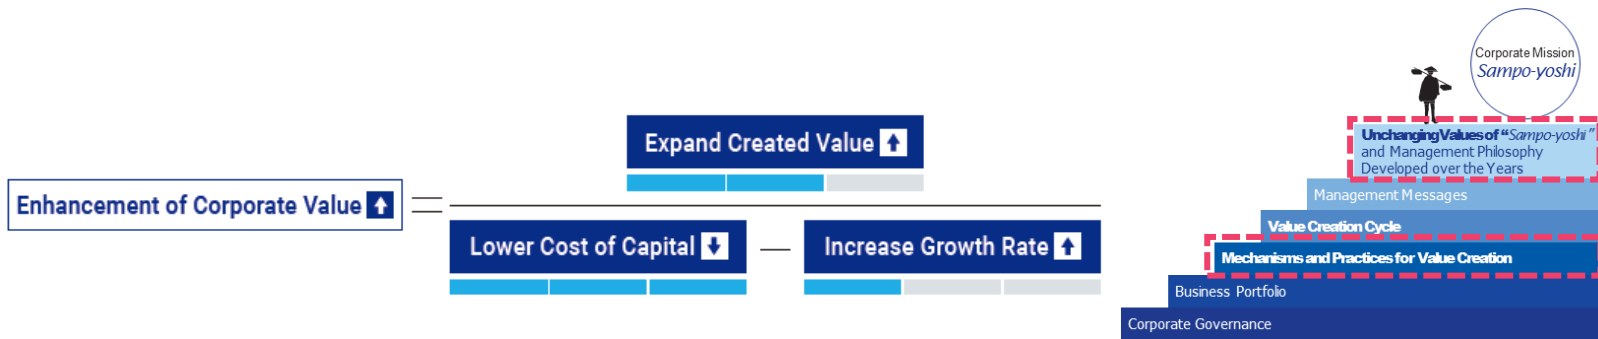 Enhancement of Corporate Value
Expand Created Value
Lower Cost of Capital
Increase Growth Rate
Corporate Mission
Sampo-yoshi
Unchanging Values of “Sampo-yoshi”
and Management Philosophy
Developed over the Years
Management Messages
Value Creation Cycle
Mechanisms and Practices for Value Creation
Business Portfolio
Corporate Governance